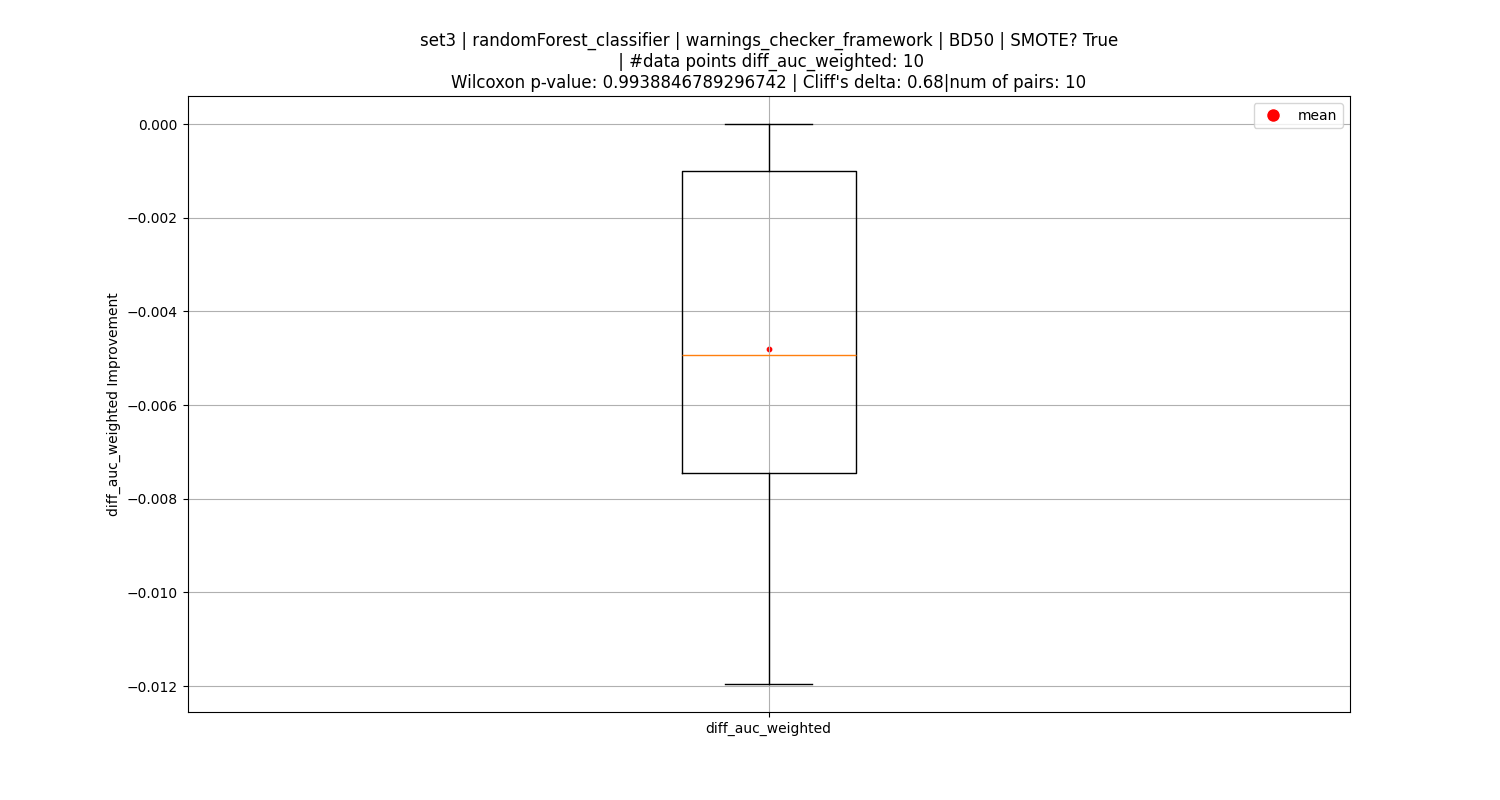 set3 | randomForest_classifier | warnings_checker_framework | BD50 | SMOTE? True
| #data points diff_auc_weighted: 10
Wilcoxon p-value: 0.9938846789296742 | Cliff's delta: 0.68|num of pairs: 10
mean
0.000
−0.002
−0.004
−0.006
−0.008
−0.010
−0.012
diff_auc_weighted Improvement
diff_auc_weighted